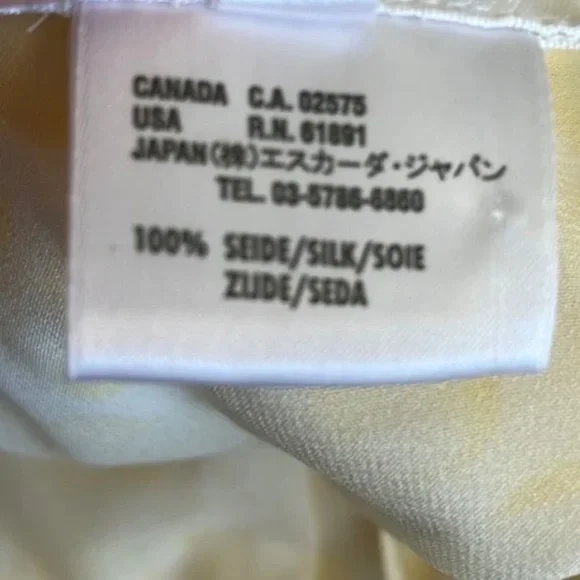 CANADA C.A. 02575
USA R.N. 61891
JAPAN(株)エスカーダ・ジャパン
TEL. 03-5786-6860
100% SEIDE/SILK/SOIE
ZIJDE/SEDA